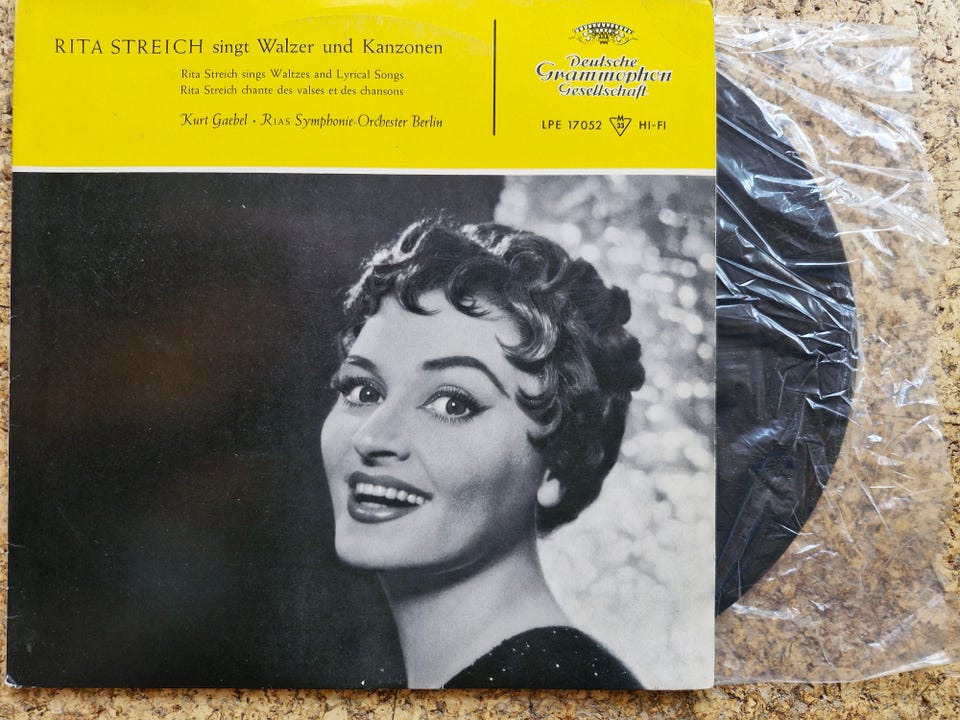 RITA STREICH singt Walzer und Kanzonen
Rita Streich sings Waltzes and Lyrical Songs
Rita Streich chante des valses et des chansons
Kurt Gaebel · RIAS Symphonie-Orchester Berlin
Deutsche
Grammophon
Gesellschaft
LPE 17052 M 33 HI-FI